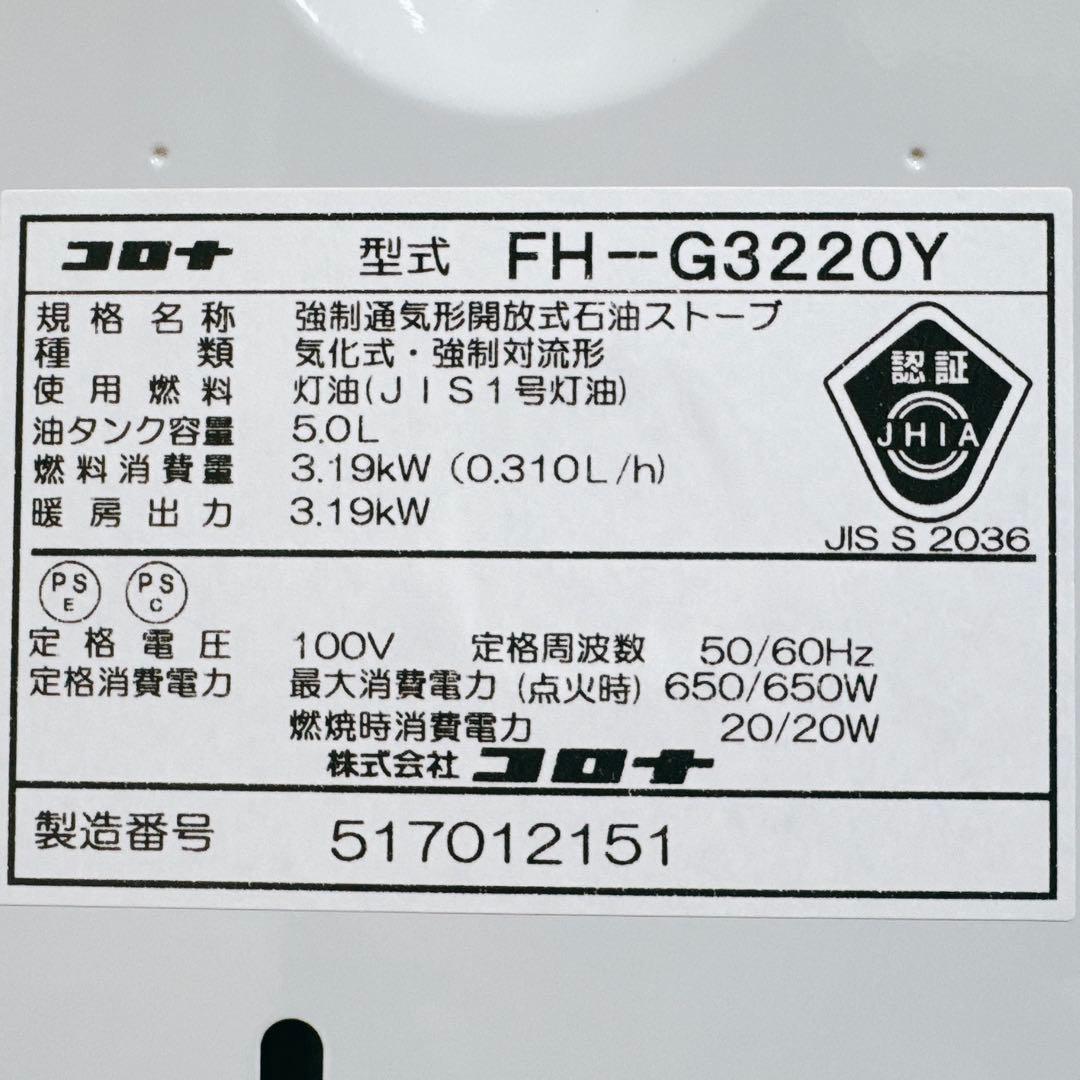 コロナ 型式 FH--G3220Y
規格名称 強制通気形開放式石油ストーブ
種類 気化式・強制対流形
使用燃料 灯油(JIS1号灯油)
油タンク容量 5.0L
燃料消費量 3.19kW (0.310L/h)
暖房出力 3.19kW
認証
JHIA
JIS S 2036
PS E PS C
定格電圧 100V 定格周波数 50/60Hz
定格消費電力 最大消費電力(点火時) 650/650W
燃焼時消費電力 20/20W
株式会社 コロナ
製造番号 517012151